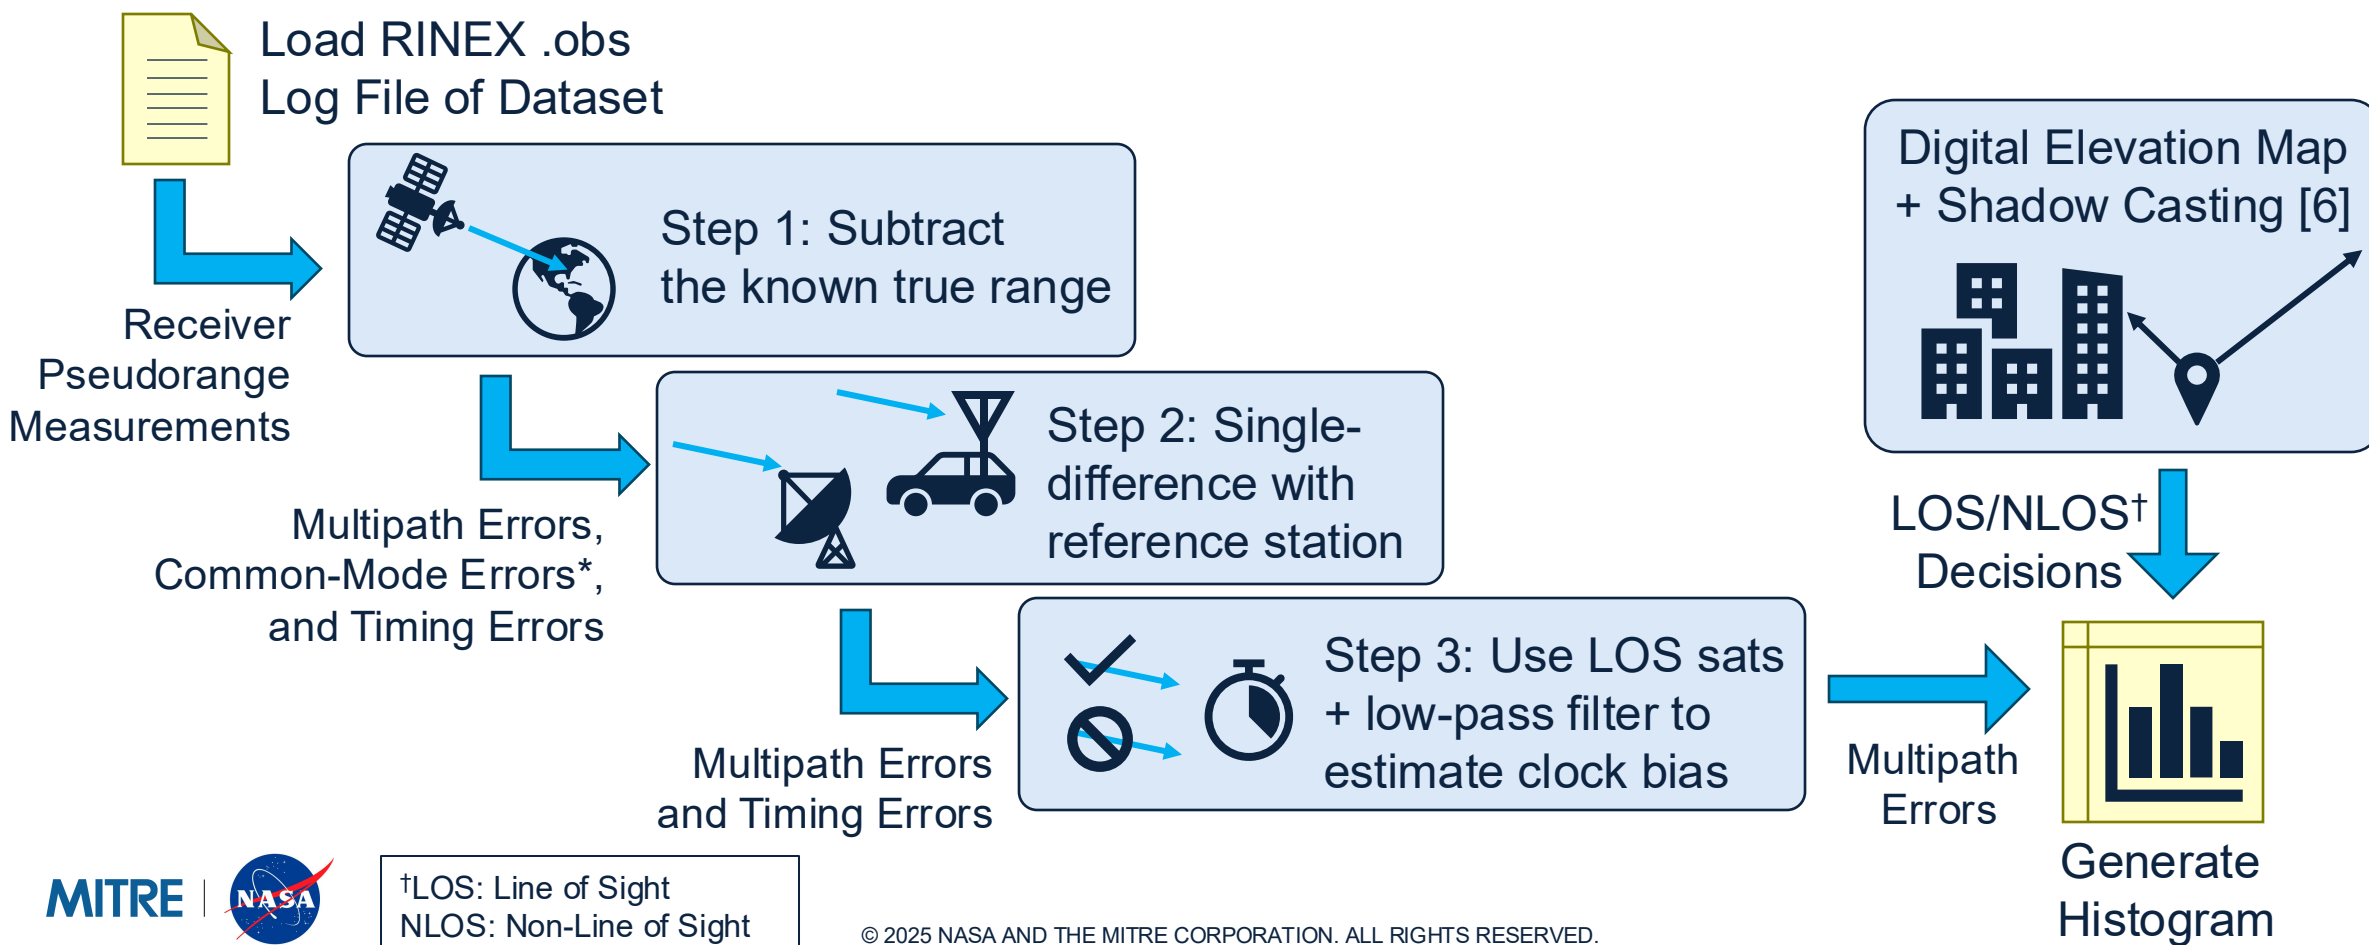 Load RINEX .obs
Log File of Dataset
Receiver
Pseudorange
Measurements
Step 1: Subtract
the known true range
Multipath Errors,
Common-Mode Errors*,
and Timing Errors
Step 2: Single-
difference with
reference station
Multipath Errors
and Timing Errors
Step 3: Use LOS sats
+ low-pass filter to
estimate clock bias
Digital Elevation Map
+ Shadow Casting [6]
LOS/NLOS†
Decisions
Multipath
Errors
Generate
Histogram
MITRE
NASA
†LOS: Line of Sight
NLOS: Non-Line of Sight
© 2025 NASA AND THE MITRE CORPORATION. ALL RIGHTS RESERVED.